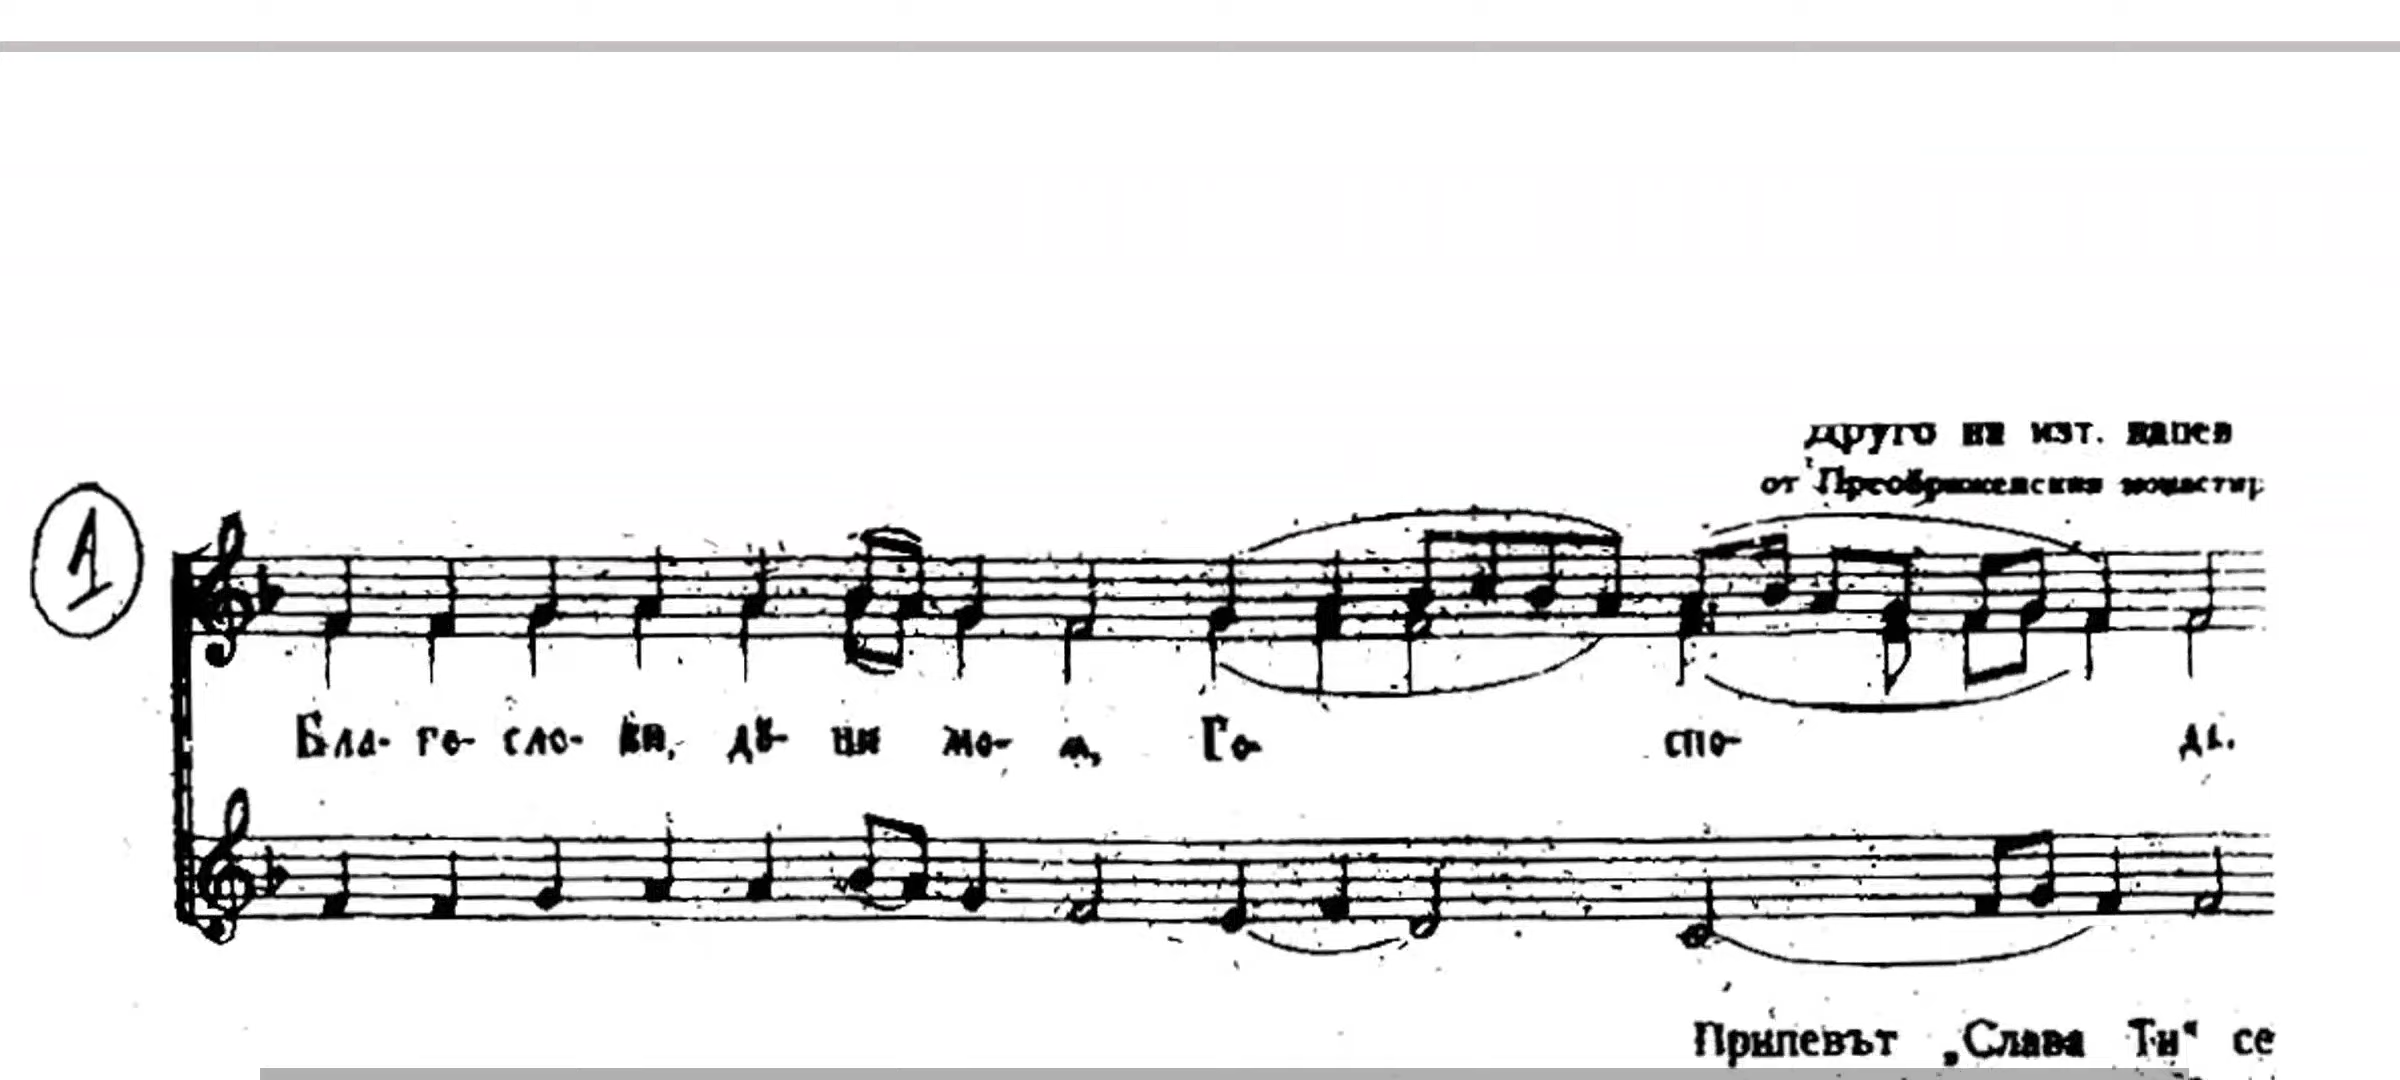 Друго на изт. напев
от Преображенския монастир
1
Бла- го- сло- ви, ду- ши мо- я, Го- спо- да.
Припевът „Слава Ти“ се